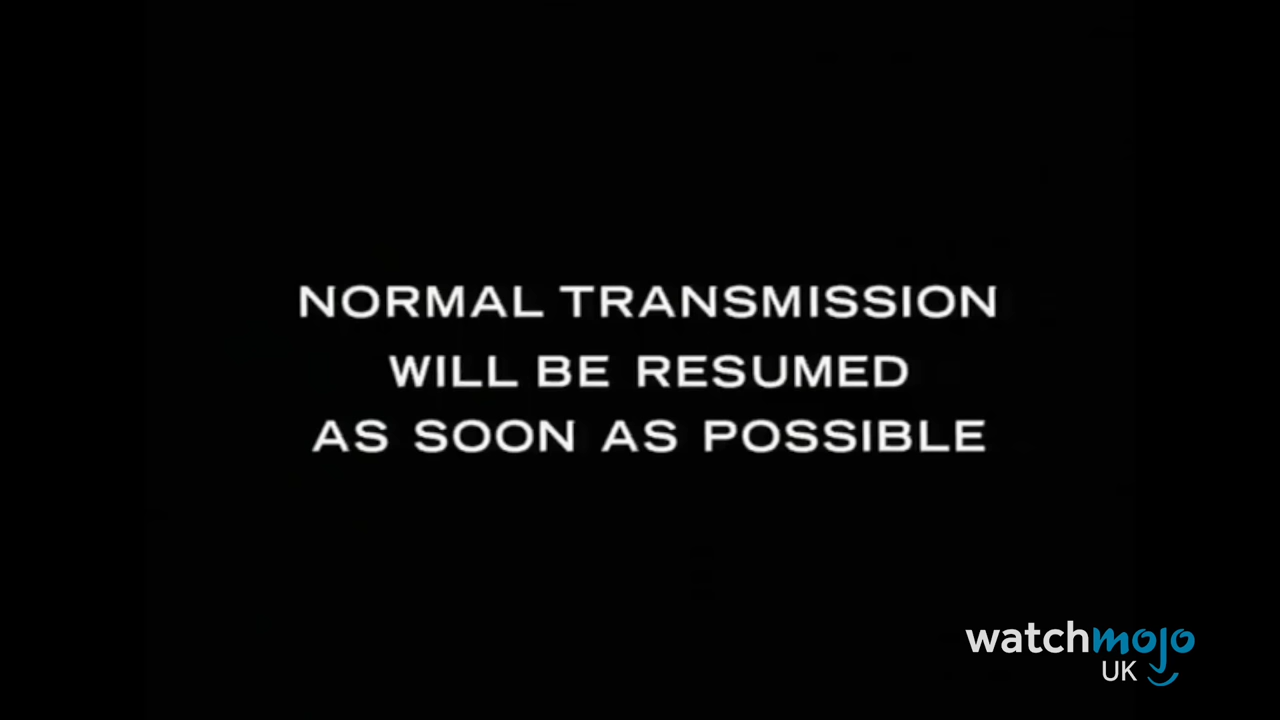 NORMAL TRANSMISSION
WILL BE RESUMED
AS SOON AS POSSIBLE
watchmojo
UK